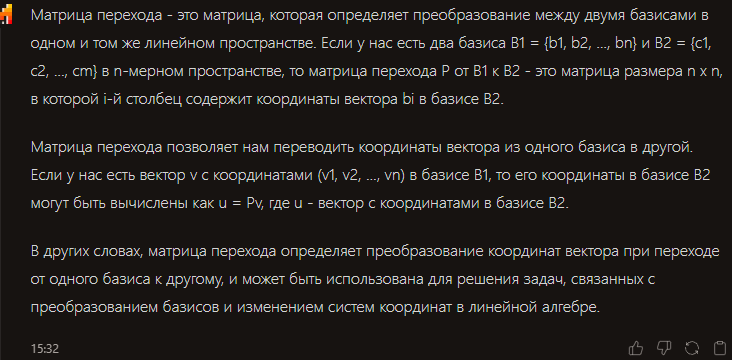 Матрица перехода - это матрица, которая определяет преобразование между двумя базисами в
одном и том же линейном пространстве. Если у нас есть два базиса B1 = {b1, b2, ..., bn} и B2 = {c1,
c2, ..., cm} в n-мерном пространстве, то матрица перехода P от B1 к B2 - это матрица размера n x n,
в которой i-й столбец содержит координаты вектора bi в базисе B2.
Матрица перехода позволяет нам переводить координаты вектора из одного базиса в другой.
Если у нас есть вектор v с координатами (v1, v2, ..., vn) в базисе B1, то его координаты в базисе B2
могут быть вычислены как u = Pv, где u - вектор с координатами в базисе B2.
В других словах, матрица перехода определяет преобразование координат вектора при переходе
от одного базиса к другому, и может быть использована для решения задач, связанных с
преобразованием базисов и изменением систем координат в линейной алгебре.
15:32